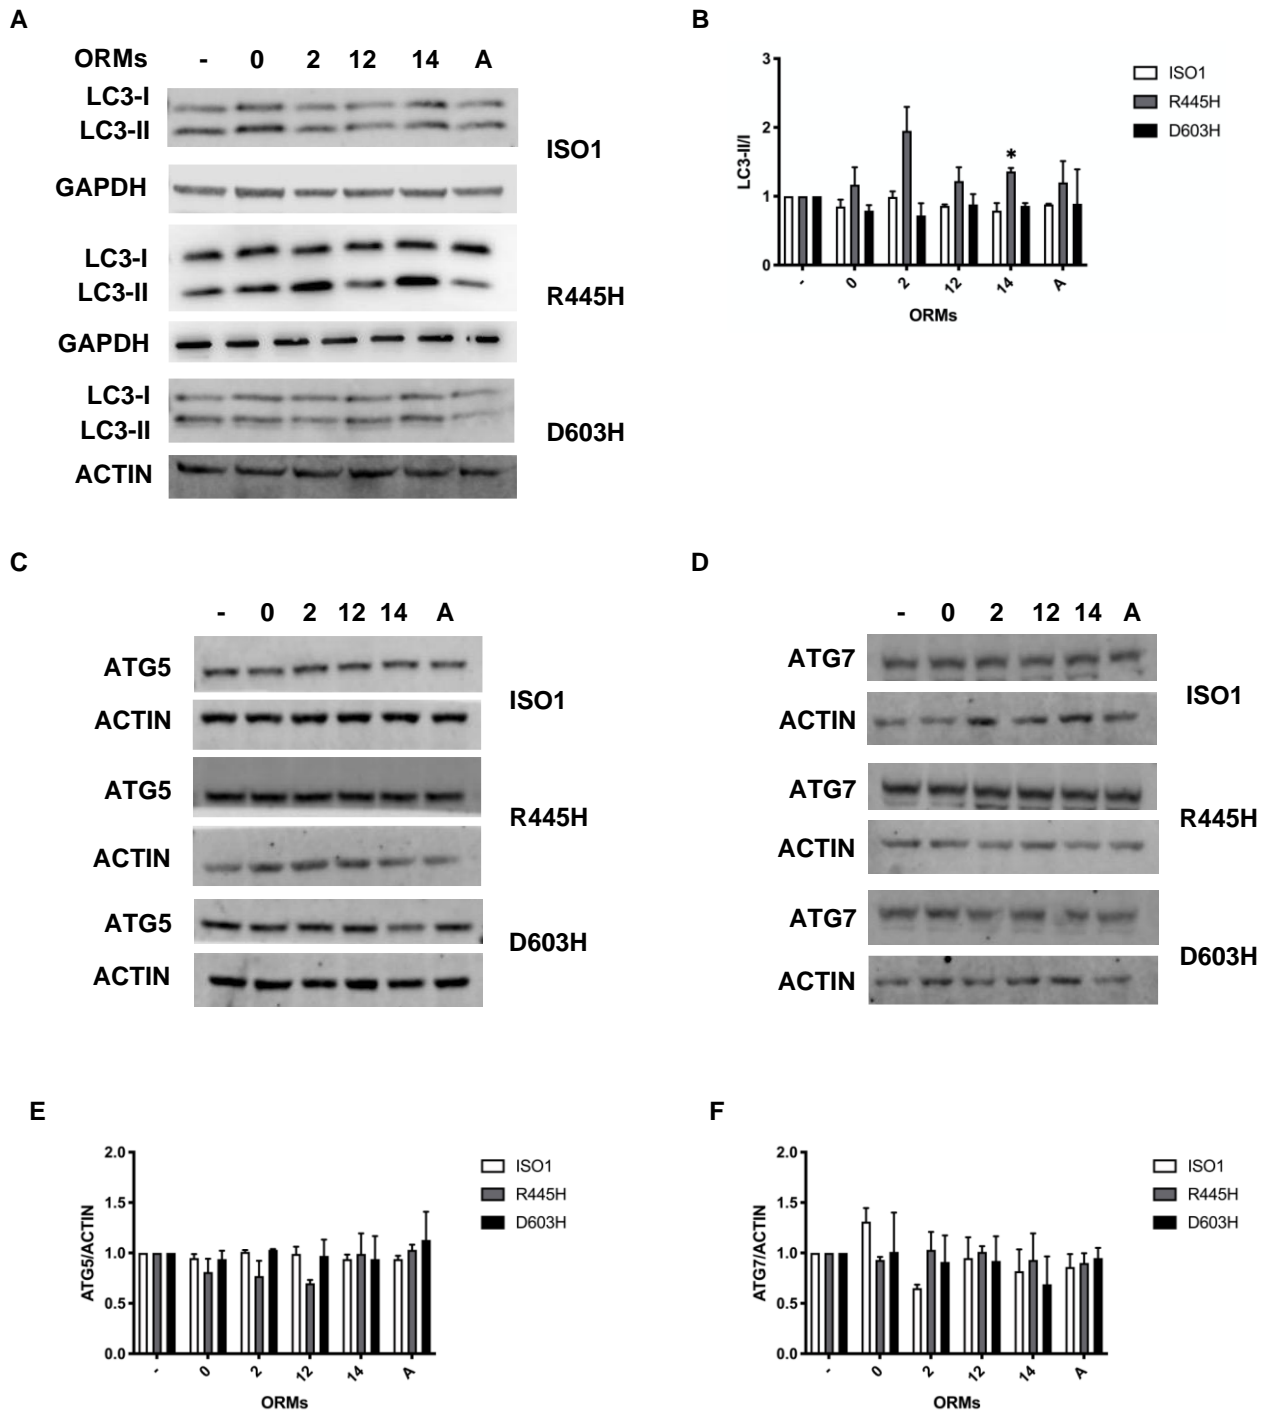 A
ORMs - 0 2 12 14 A
LC3-I
LC3-II
ISO1
GAPDH
LC3-I
LC3-II
R445H
GAPDH
LC3-I
LC3-II
D603H
ACTIN
B
3
2
1
0
LC3-II/I
*
- 0 2 12 14 A
ORMs
ISO1
R445H
D603H
C
- 0 2 12 14 A
ATG5
ISO1
ACTIN
ATG5
R445H
ACTIN
ATG5
D603H
ACTIN
D
- 0 2 12 14 A
ATG7
ISO1
ACTIN
ATG7
R445H
ACTIN
ATG7
D603H
ACTIN
E
2.0
1.5
1.0
0.5
0.0
ATG5/ACTIN
- 0 2 12 14 A
ORMs
ISO1
R445H
D603H
F
2.0
1.5
1.0
0.5
0.0
ATG7/ACTIN
- 0 2 12 14 A
ORMs
ISO1
R445H
D603H